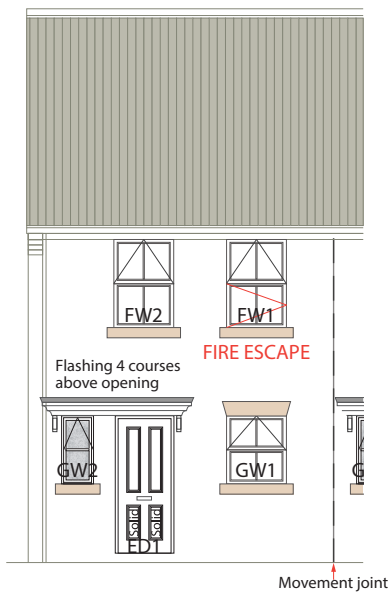 FW2
FW1
FIRE ESCAPE
Flashing 4 courses
above opening
GW2
GW1
G
Solid
Solid
ED1
Movement joint